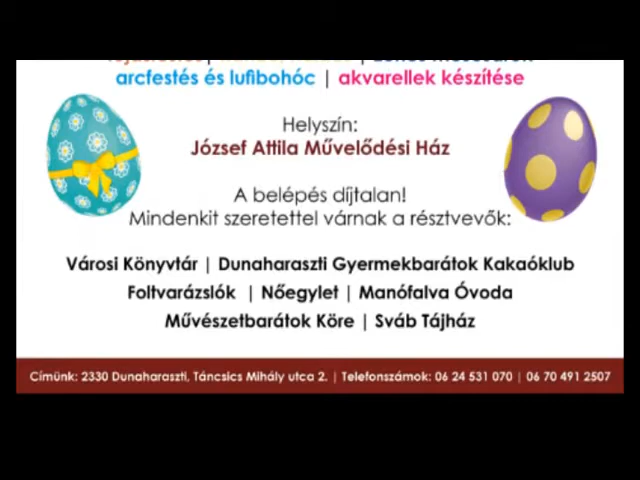 arcfestés és lufibohóc | akvarellek készítése
Helyszín:
József Attila Művelődési Ház
A belépés díjtalan!
Mindenkit szeretettel várnak a résztvevők:
Városi Könyvtár | Dunaharaszti Gyermekbarátok Kakaóklub
Foltvarázslók | Nőegylet | Manófalva Óvoda
Művészetbarátok Köre | Sváb Tájház
Címünk: 2330 Dunaharaszti, Táncsics Mihály utca 2. | Telefonszámok: 06 24 531 070 | 06 70 491 2507